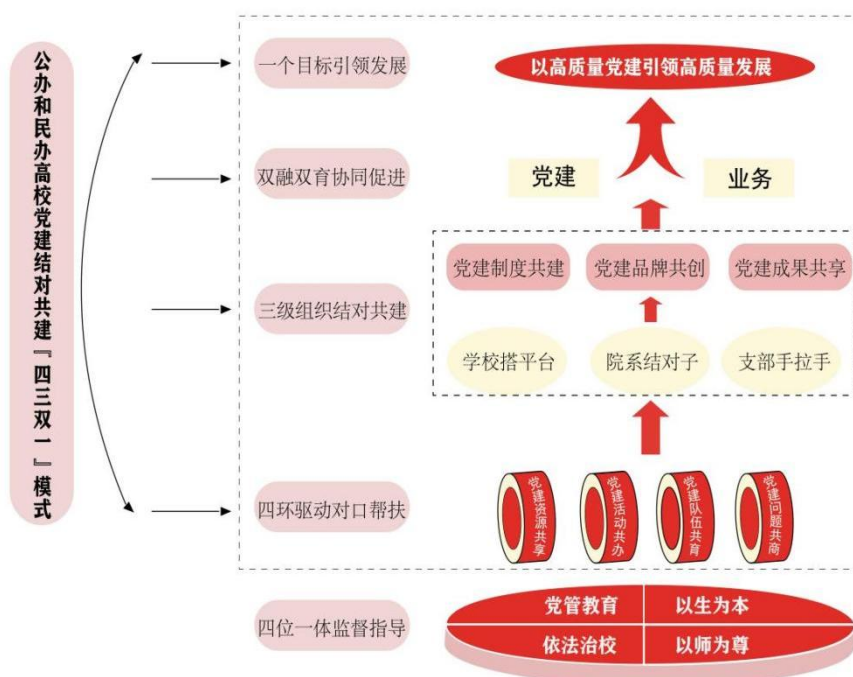 公办和民办高校党建结对共建『四三双一』模式
一个目标引领发展
以高质量党建引领高质量发展
双融双育协同促进
党建
业务
三级组织结对共建
党建制度共建
党建品牌共创
党建成果共享
学校搭平台
院系结对子
支部手拉手
四环驱动对口帮扶
党建资源共享
党建活动共办
党建队伍共育
党建问题共商
四位一体监督指导
党管教育
以生为本
依法治校
以师为尊